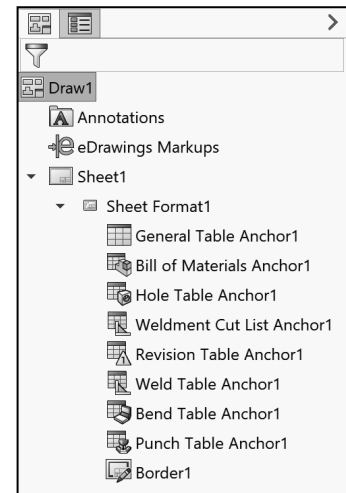 Draw1
Annotations
eDrawings Markups
Sheet1
Sheet Format1
General Table Anchor1
Bill of Materials Anchor1
Hole Table Anchor1
Weldment Cut List Anchor1
Revision Table Anchor1
Weld Table Anchor1
Bend Table Anchor1
Punch Table Anchor1
Border1